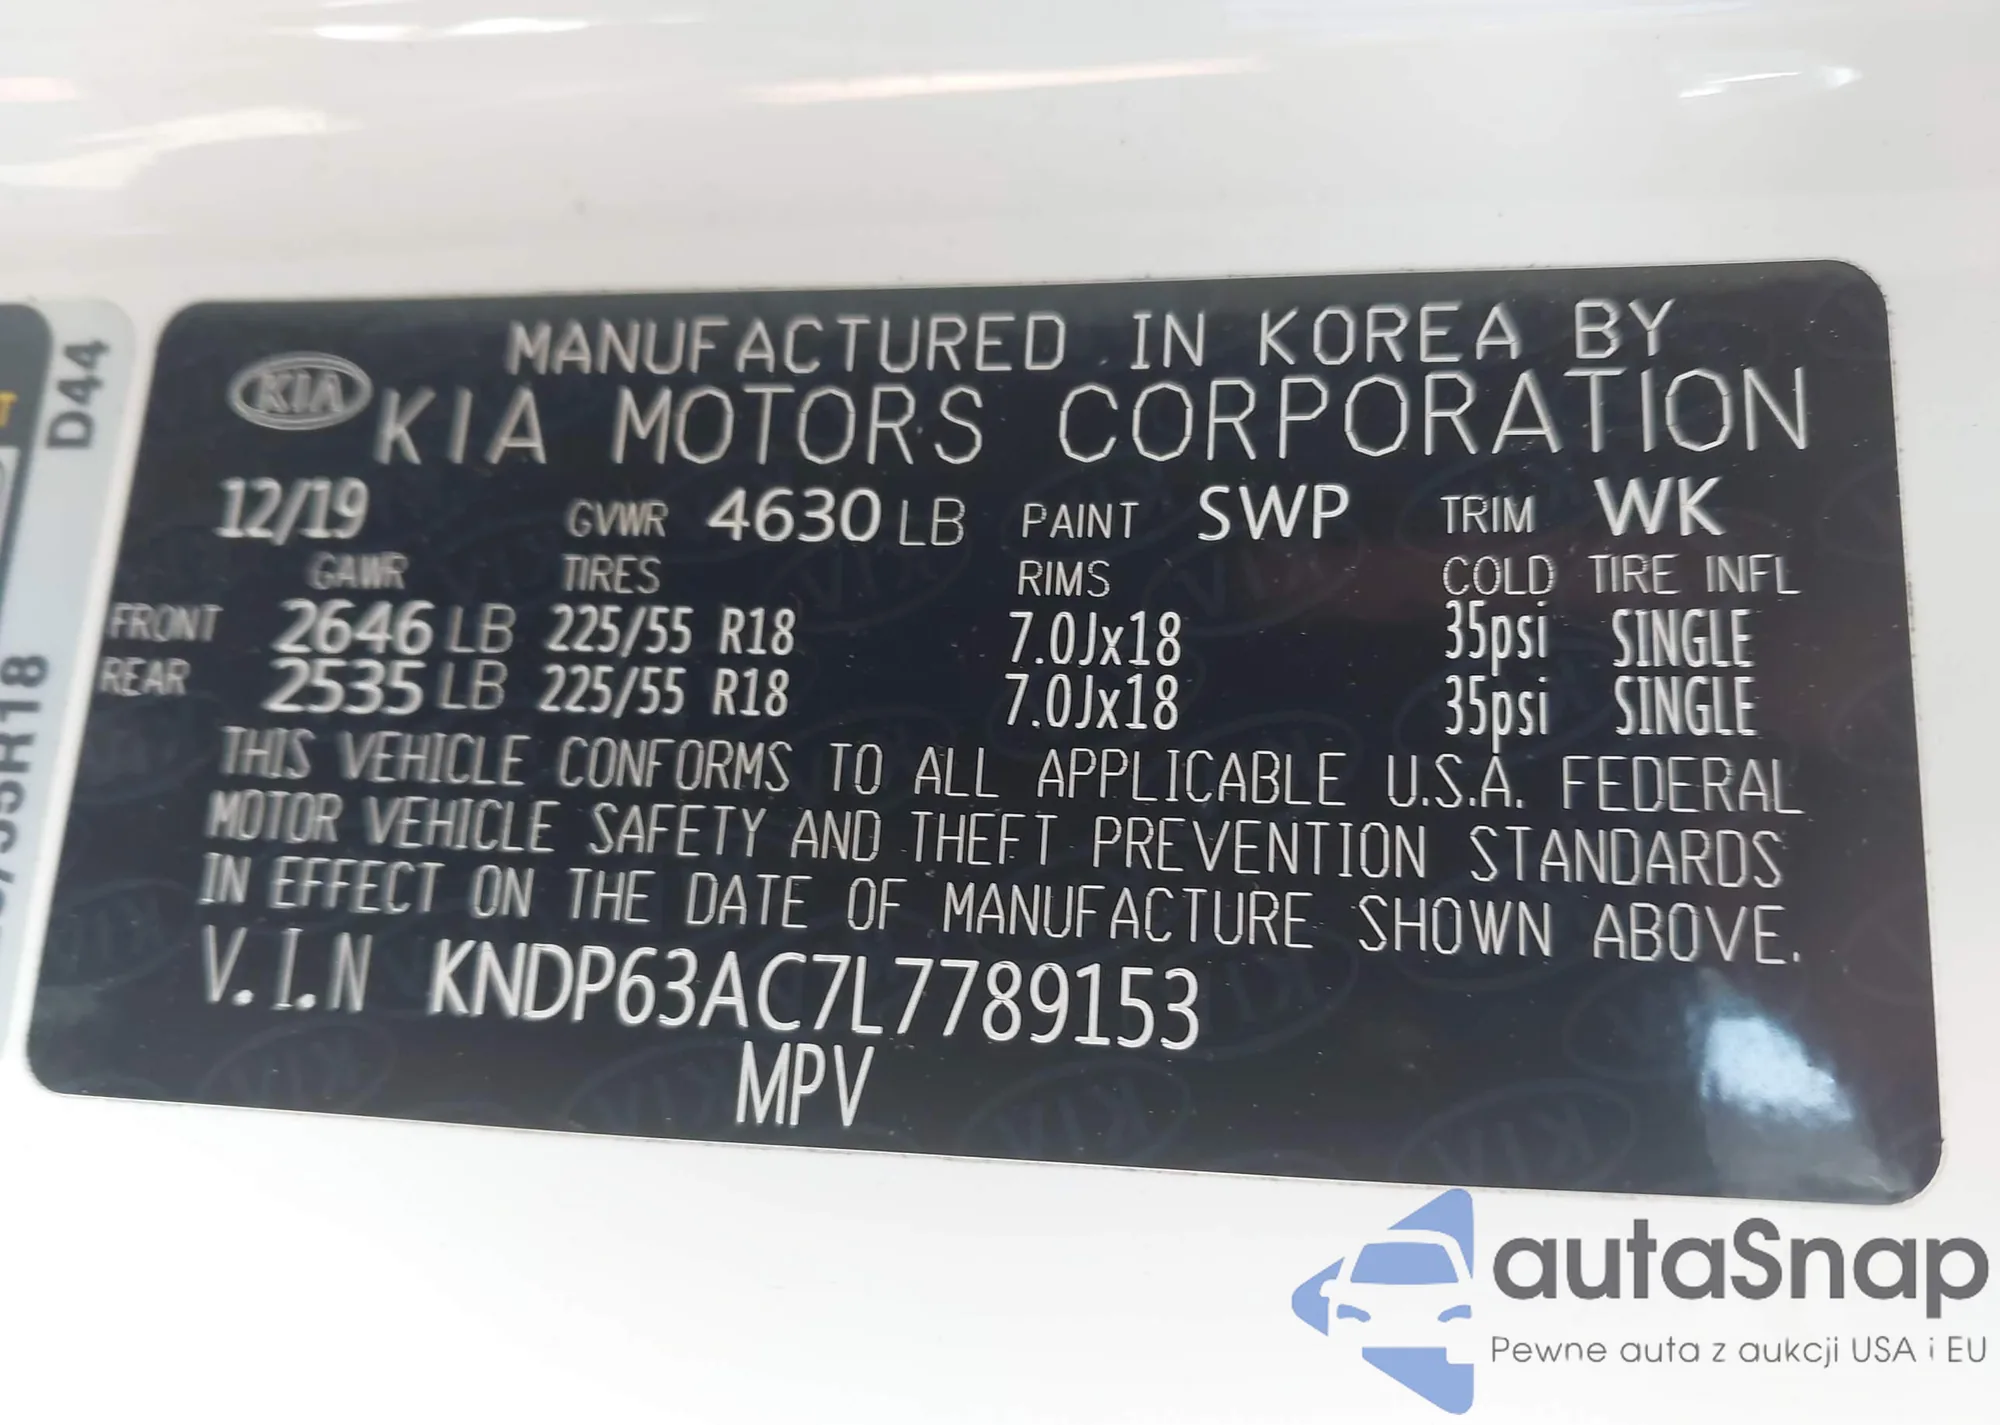 MANUFACTURED IN KOREA BY
KIA KIA MOTORS CORPORATION
12/19 GVWR 4630 LB PAINT SWP TRIM WK
GAWR TIRES RIMS COLD TIRE INFL
FRONT 2646 LB 225/55 R18 7.0Jx18 35psi SINGLE
REAR 2535 LB 225/55 R18 7.0Jx18 35psi SINGLE
THIS VEHICLE CONFORMS TO ALL APPLICABLE U.S.A. FEDERAL
MOTOR VEHICLE SAFETY AND THEFT PREVENTION STANDARDS
IN EFFECT ON THE DATE OF MANUFACTURE SHOWN ABOVE.
V.I.N KNDP63AC7L7789153
MPV
D44
autaSnap
Pewne auta z aukcji USA i EU